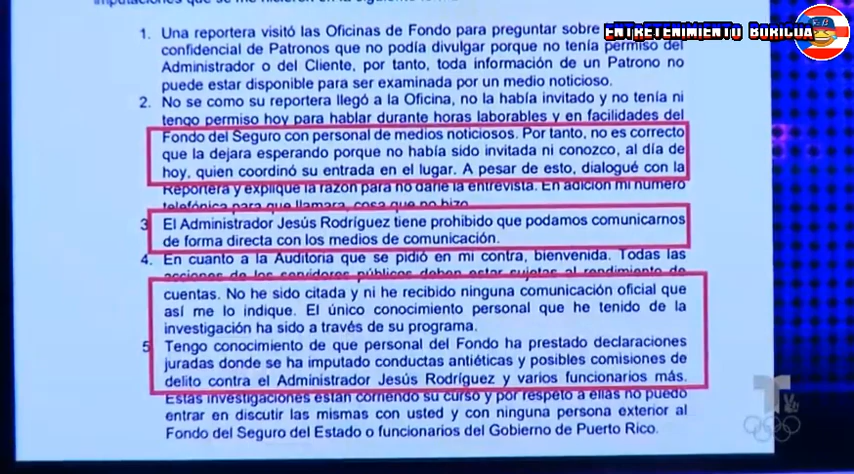 ENTRETENIMIENTO BORICUA
1. Una reportera visitó las Oficinas de Fondo para preguntar sobre
confidencial de Patronos que no podía divulgar porque no tenía permiso del
Administrador o del Cliente, por tanto, toda información de un Patrono no
puede estar disponible para ser examinada por un medio noticioso.
2. No se como su reportera llegó a la Oficina, no la había invitado y no tenía ni
tengo permiso hoy para hablar durante horas laborables y en facilidades del
Fondo del Seguro con personal de medios noticiosos. Por tanto, no es correcto
que la dejara esperando porque no había sido invitada ni conozco, al día de
hoy, quien coordinó su entrada en el lugar. A pesar de esto, dialogué con la
Reportera y explique la razón para no darle la entrevista. En adición mi número
telefónica para que llamara, cosa que no hizo.
3 El Administrador Jesús Rodríguez tiene prohibido que podamos comunicarnos
de forma directa con los medios de comunicación.
4. En cuanto a la Auditoria que se pidió en mi contra, bienvenida. Todas las
acciones de los servidores públicos deben estar sujetas al rendimiento de
cuentas. No he sido citada y ni he recibido ninguna comunicación oficial que
así me lo indique. El único conocimiento personal que he tenido de la
investigación ha sido a través de su programa.
5 Tengo conocimiento de que personal del Fondo ha prestado declaraciones
juradas donde se ha imputado conductas antiéticas y posibles comisiones de
delito contra el Administrador Jesús Rodríguez y varios funcionarios más.
Estas investigaciones están corriendo su curso y por respeto a ellas no puedo
entrar en discutir las mismas con usted y con ninguna persona exterior al
Fondo del Seguro del Estado o funcionarios del Gobierno de Puerto Rico.